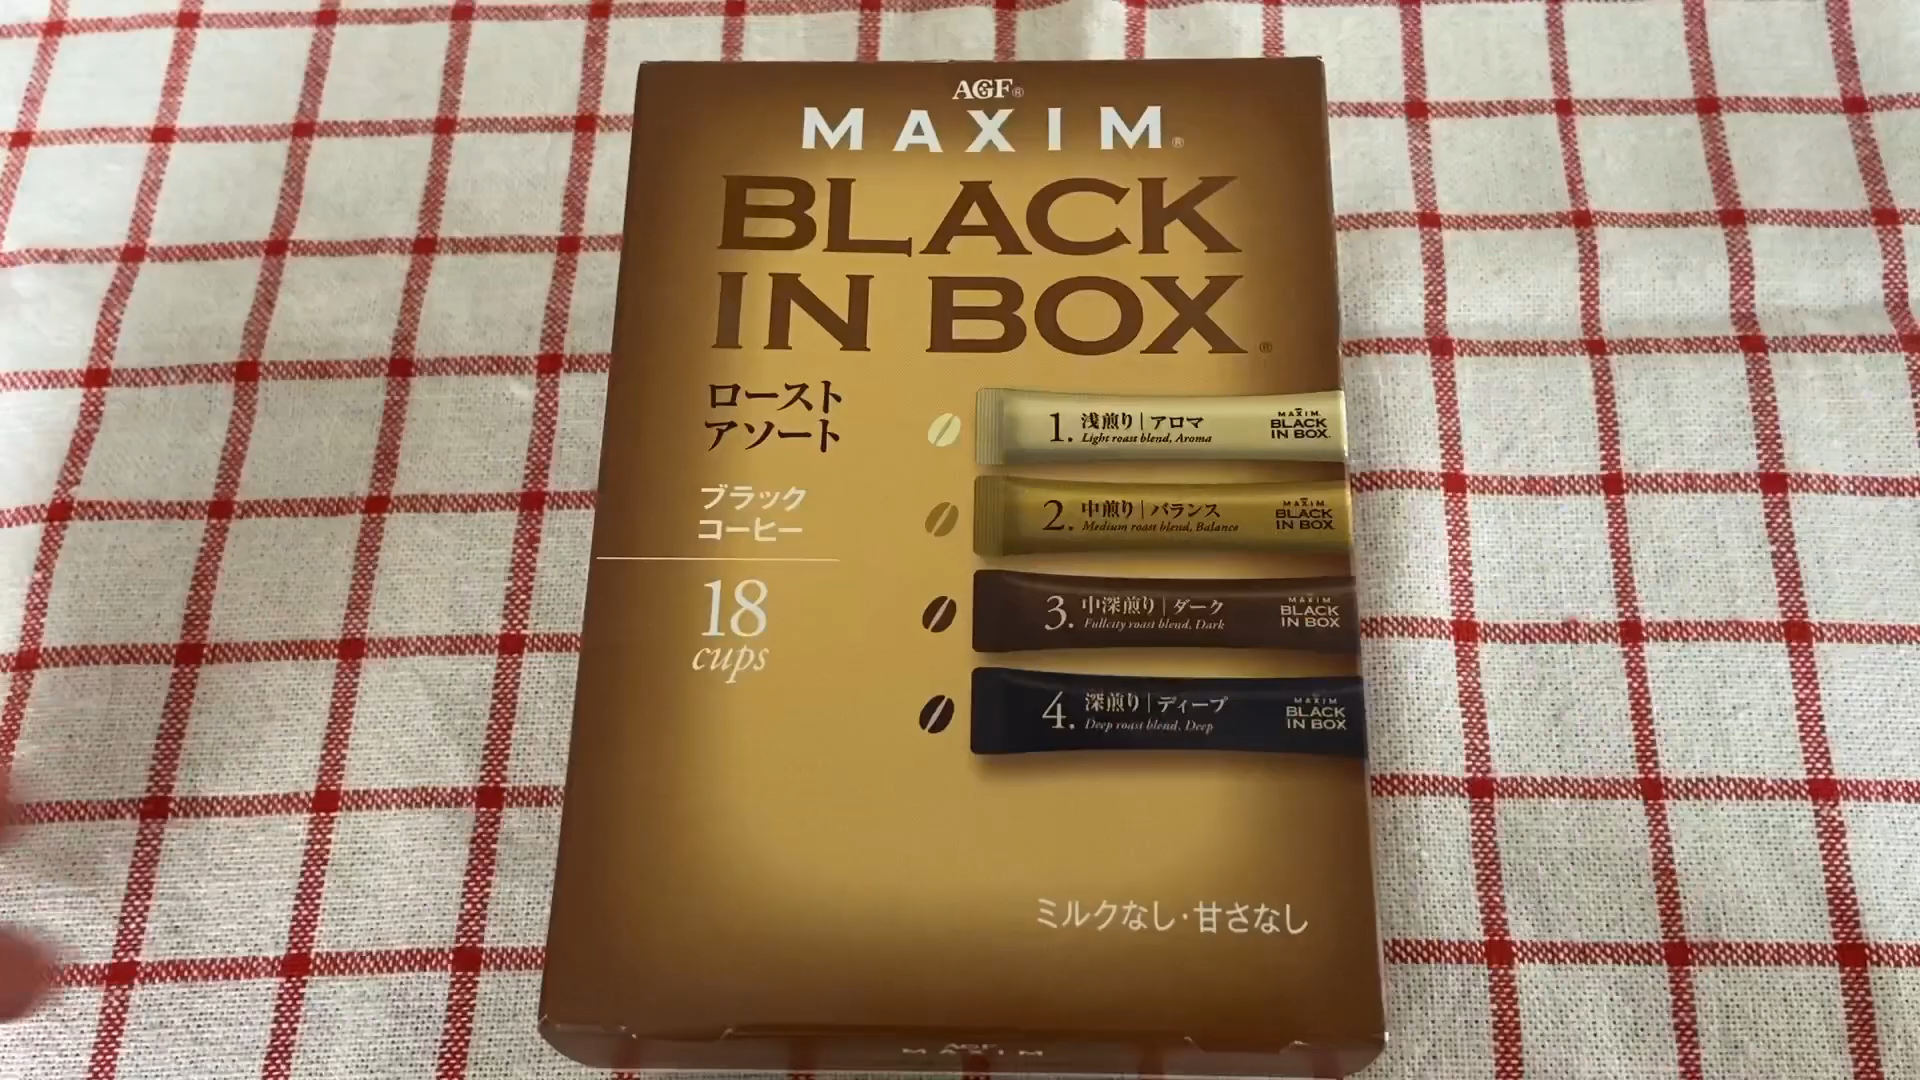 AGF®
MAXIM®
BLACK
IN BOX®
ロースト
アソート
ブラック
コーヒー
18
cups
1. 浅煎り|アロマ
Light roast blend, Aroma
MAXIM
BLACK
IN BOX
2. 中煎り|バランス
Medium roast blend, Balance
MAXIM
BLACK
IN BOX
3. 中深煎り|ダーク
Fullcity roast blend, Dark
MAXIM
BLACK
IN BOX
4. 深煎り|ディープ
Deep roast blend, Deep
MAXIM
BLACK
IN BOX
ミルクなし・甘さなし
AGF
MAXIM